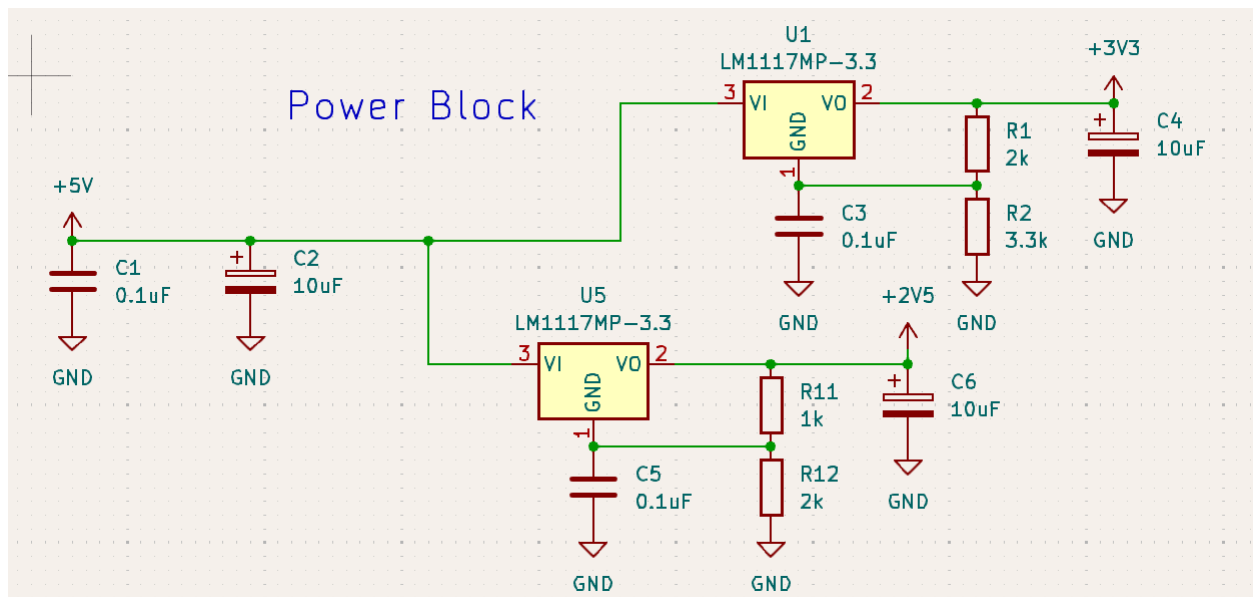 U1
LM1117MP-3.3
+3V3
Power Block
3
VI
VO
2
GND
1
R1
2k
C4
10uF
+5V
C3
0.1uF
R2
3.3k
GND
C1
0.1uF
C2
10uF
U5
LM1117MP-3.3
GND
GND
+2V5
GND
GND
3
VI
VO
2
GND
1
R11
1k
C6
10uF
C5
0.1uF
R12
2k
GND
GND
GND